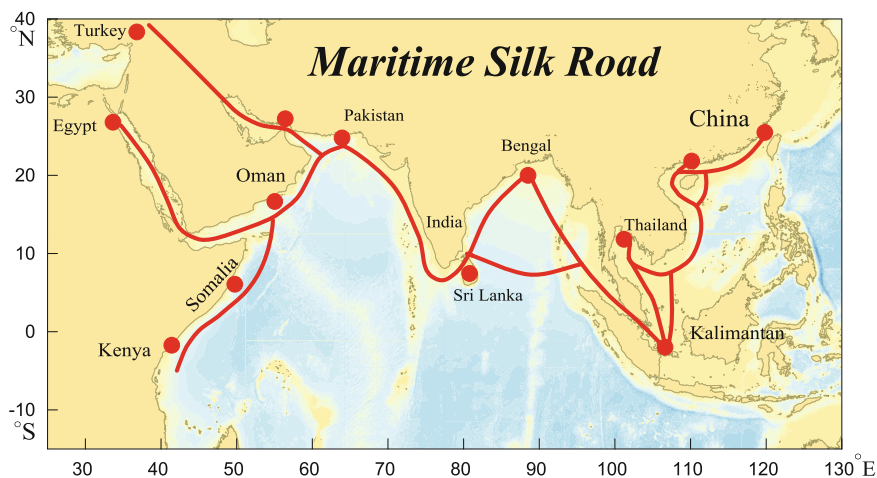 40
°N
Turkey
Maritime Silk Road
30
Egypt
Pakistan
China
Bengal
20
Oman
India
Thailand
10
Somalia
Sri Lanka
0
Kenya
Kalimantan
-10
°S
30 40 50 60 70 80 90 100 110 120 130 °E